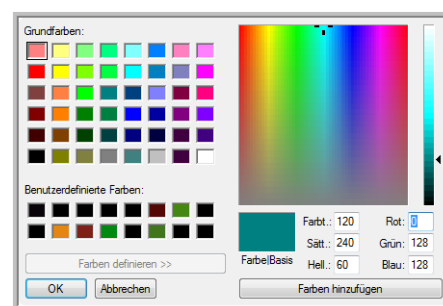 Grundfarben:
Benutzerdefinierte Farben:
Farben definieren >>
OK
Abbrechen
Farbe|Basis
Farbt.: 120
Sätt.: 240
Hell.: 60
Rot: 0
Grün: 128
Blau: 128
Farben hinzufügen